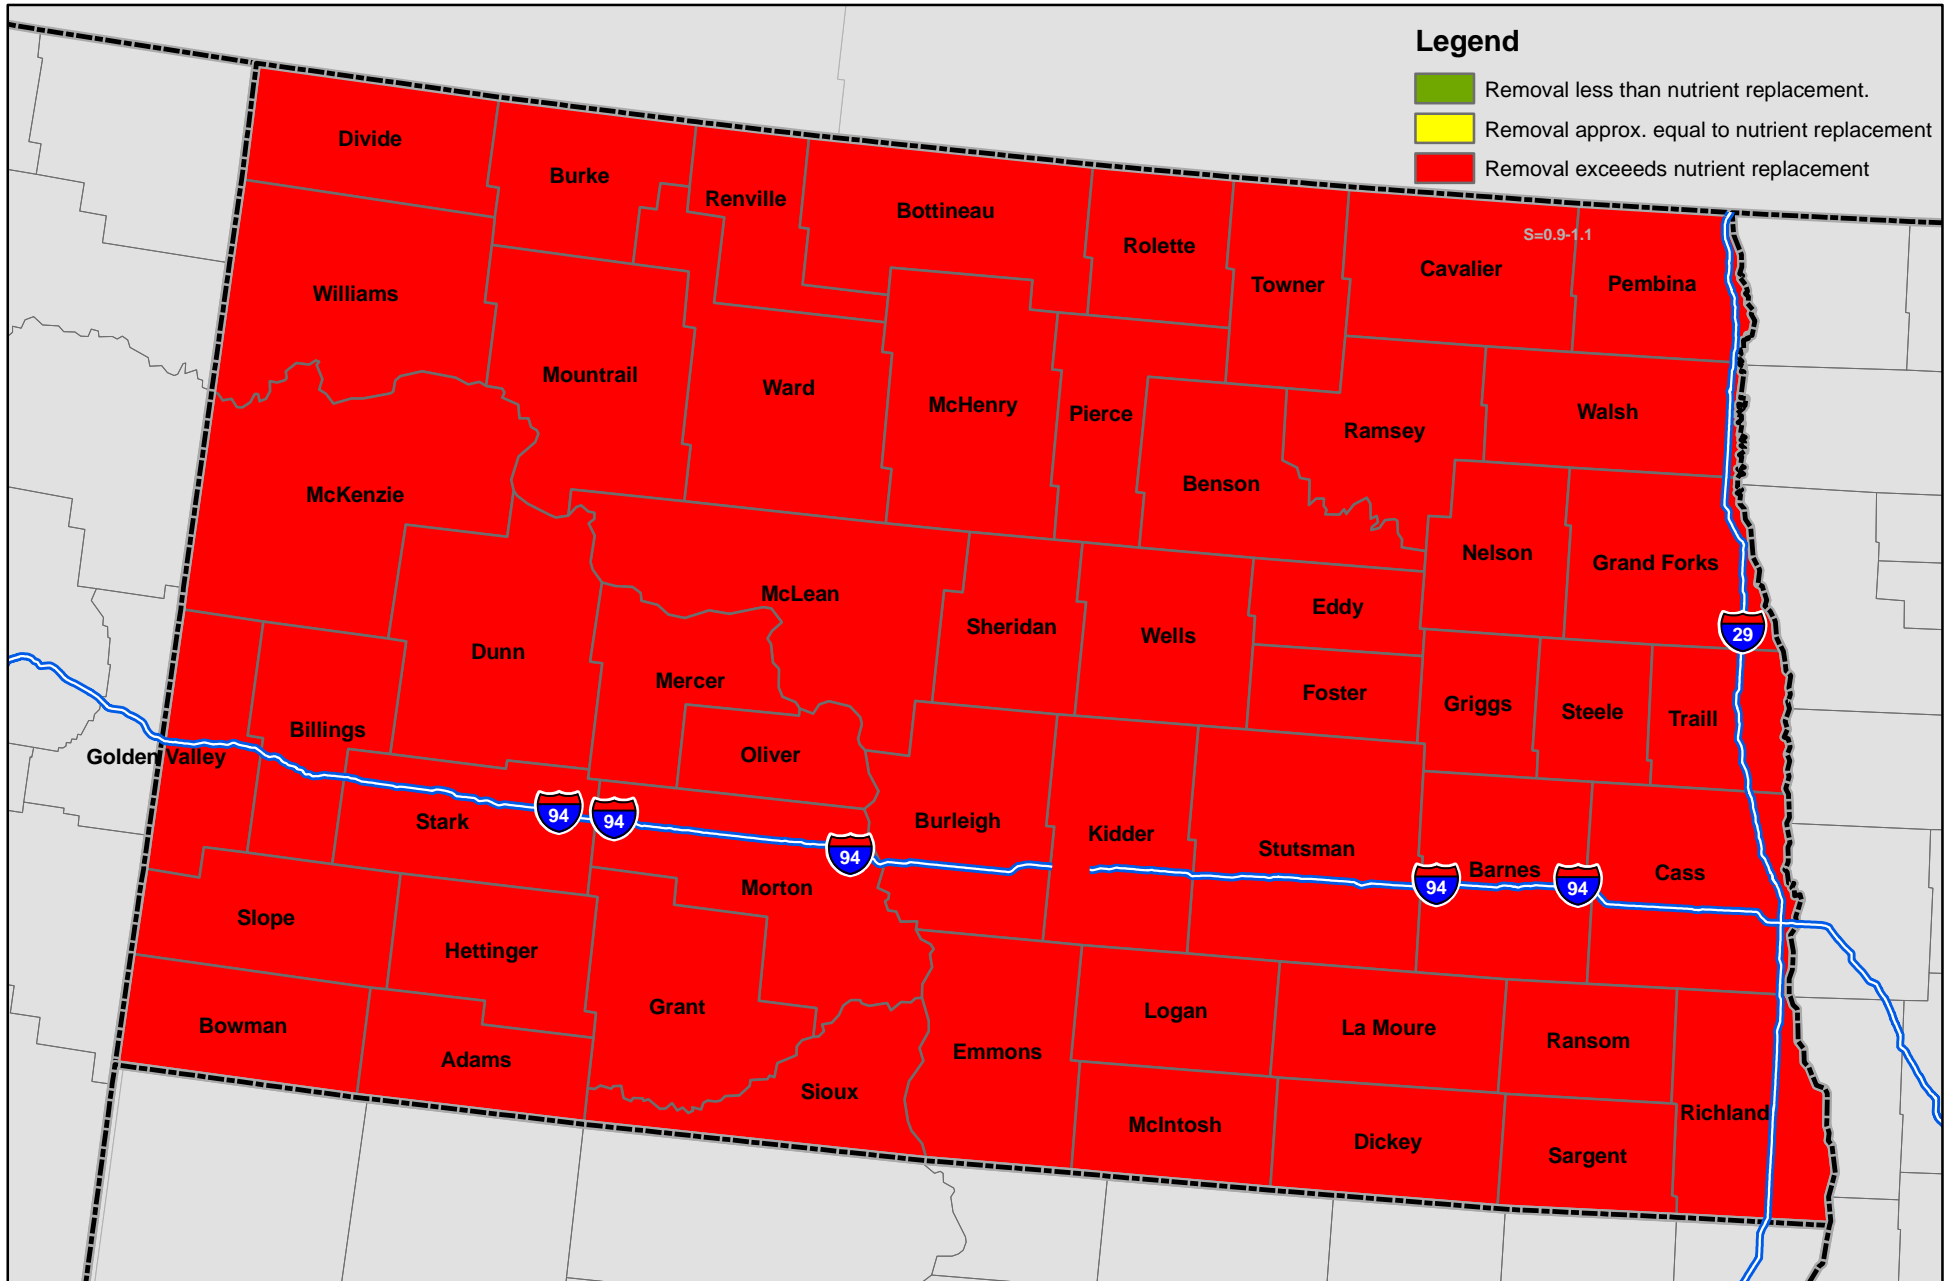 Legend
Removal less than nutrient replacement.
Removal approx. equal to nutrient replacement
Removal exceeeds nutrient replacement
Divide
Burke
Renville
Bottineau
Rolette
Towner
S=0.9-1.1
Cavalier
Pembina
Williams
Mountrail
Ward
McHenry
Pierce
Ramsey
Walsh
McKenzie
Benson
Nelson
Grand Forks
McLean
Sheridan
Wells
Eddy
29
Dunn
Mercer
Foster
Griggs
Steele
Traill
Billings
Golden Valley
Oliver
Stark
94
94
94
Burleigh
Kidder
Stutsman
94
Barnes
94
Cass
Morton
Slope
Hettinger
Grant
Bowman
Adams
Sioux
Emmons
Logan
La Moure
Ransom
McIntosh
Dickey
Sargent
Richland